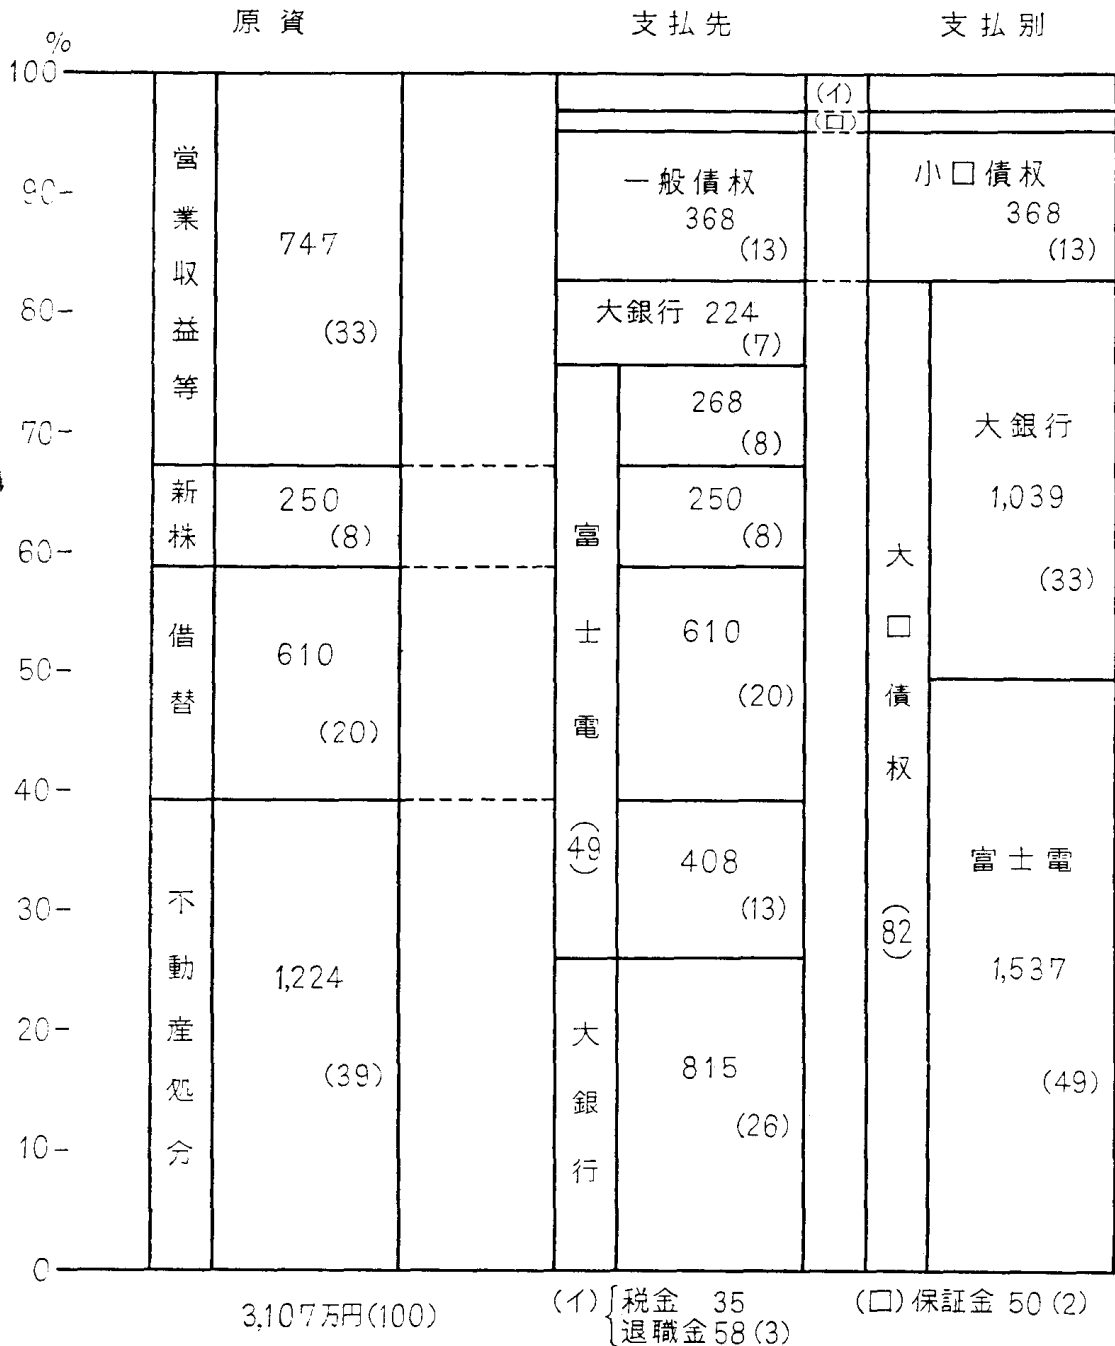 原資 支払先 支払別
%
100
90
80
70
60
50
40
30
20
10
0
営業収益等
747
(33)
新株
250
(8)
借替
610
(20)
不動産処分
1,224
(39)
(イ)
(ロ)
一般債权
368
(13)
大銀行 224
(7)
富士電(49)
268
(8)
250
(8)
610
(20)
408
(13)
大銀行
815
(26)
小口債权
368
(13)
大口債权(82)
大銀行
1,039
(33)
富士電
1,537
(49)
3,107万円(100)
(イ) 税金 35
退職金 58 (3)
(ロ) 保証金 50 (2)